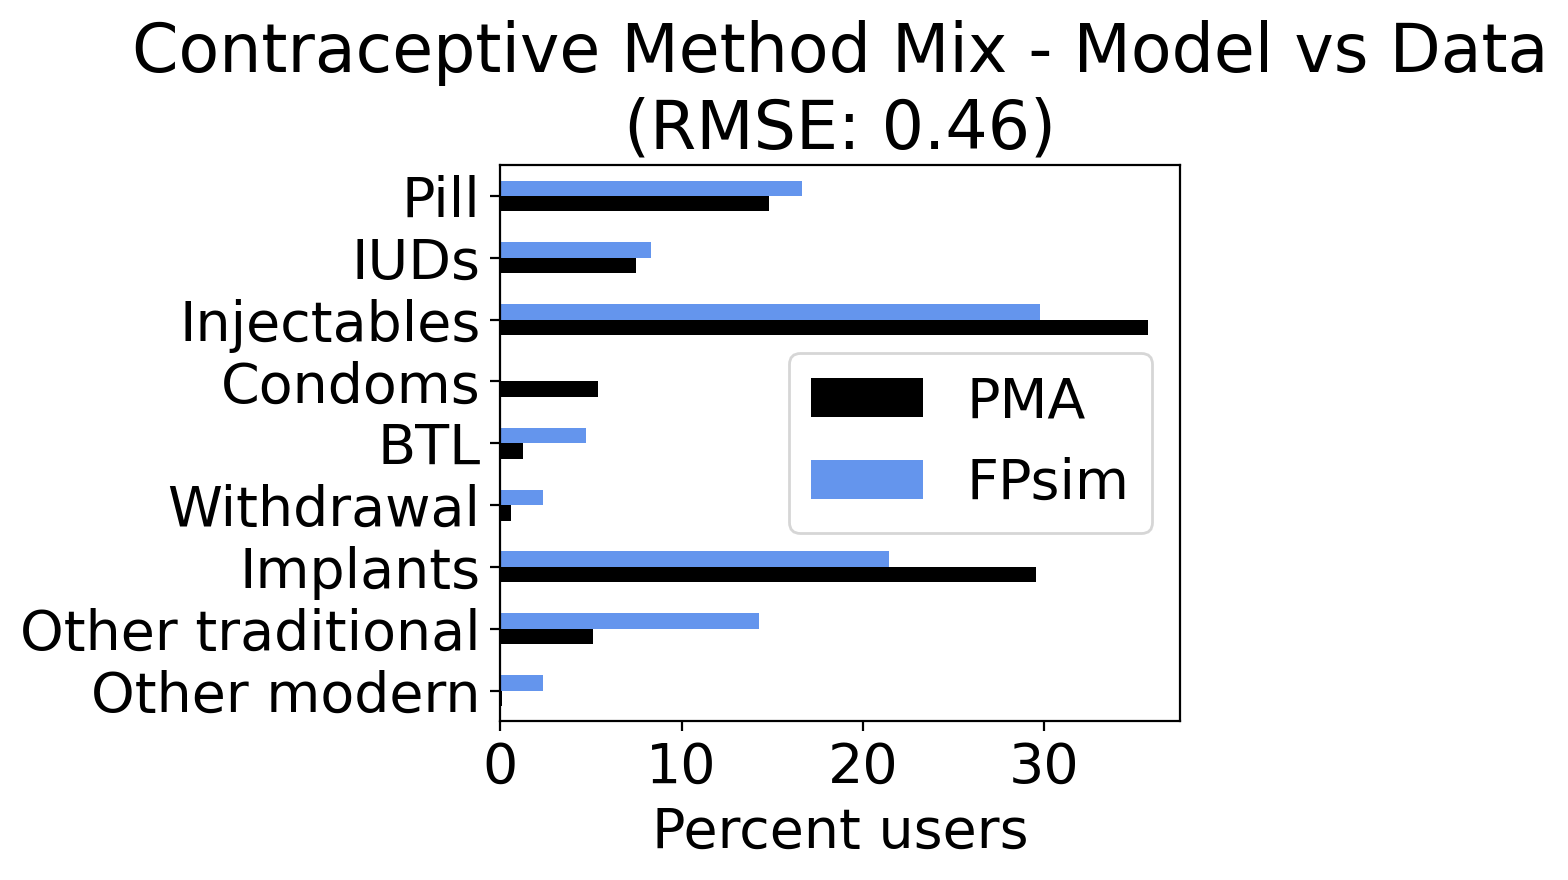 Contraceptive Method Mix - Model vs Data
(RMSE: 0.46)
Pill
IUDs
Injectables
Condoms
BTL
Withdrawal
Implants
Other traditional
Other modern
PMA
FPsim
0 10 20 30
Percent users